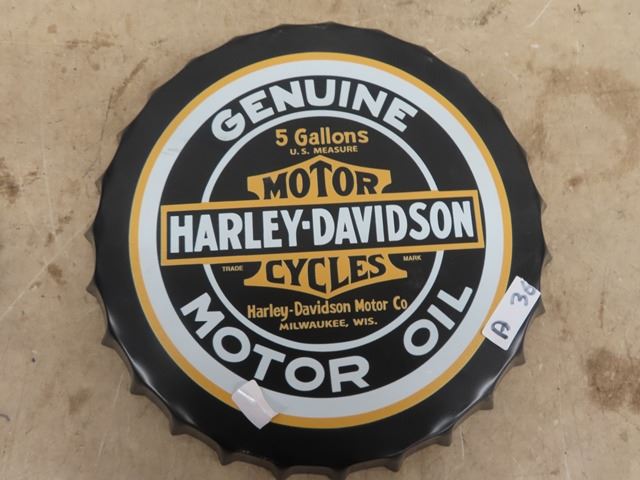 GENUINE
5 Gallons
U.S. MEASURE
MOTOR
HARLEY-DAVIDSON
TRADE MARK
CYCLES
Harley-Davidson Motor Co
MILWAUKEE, WIS.
MOTOR OIL
A 36